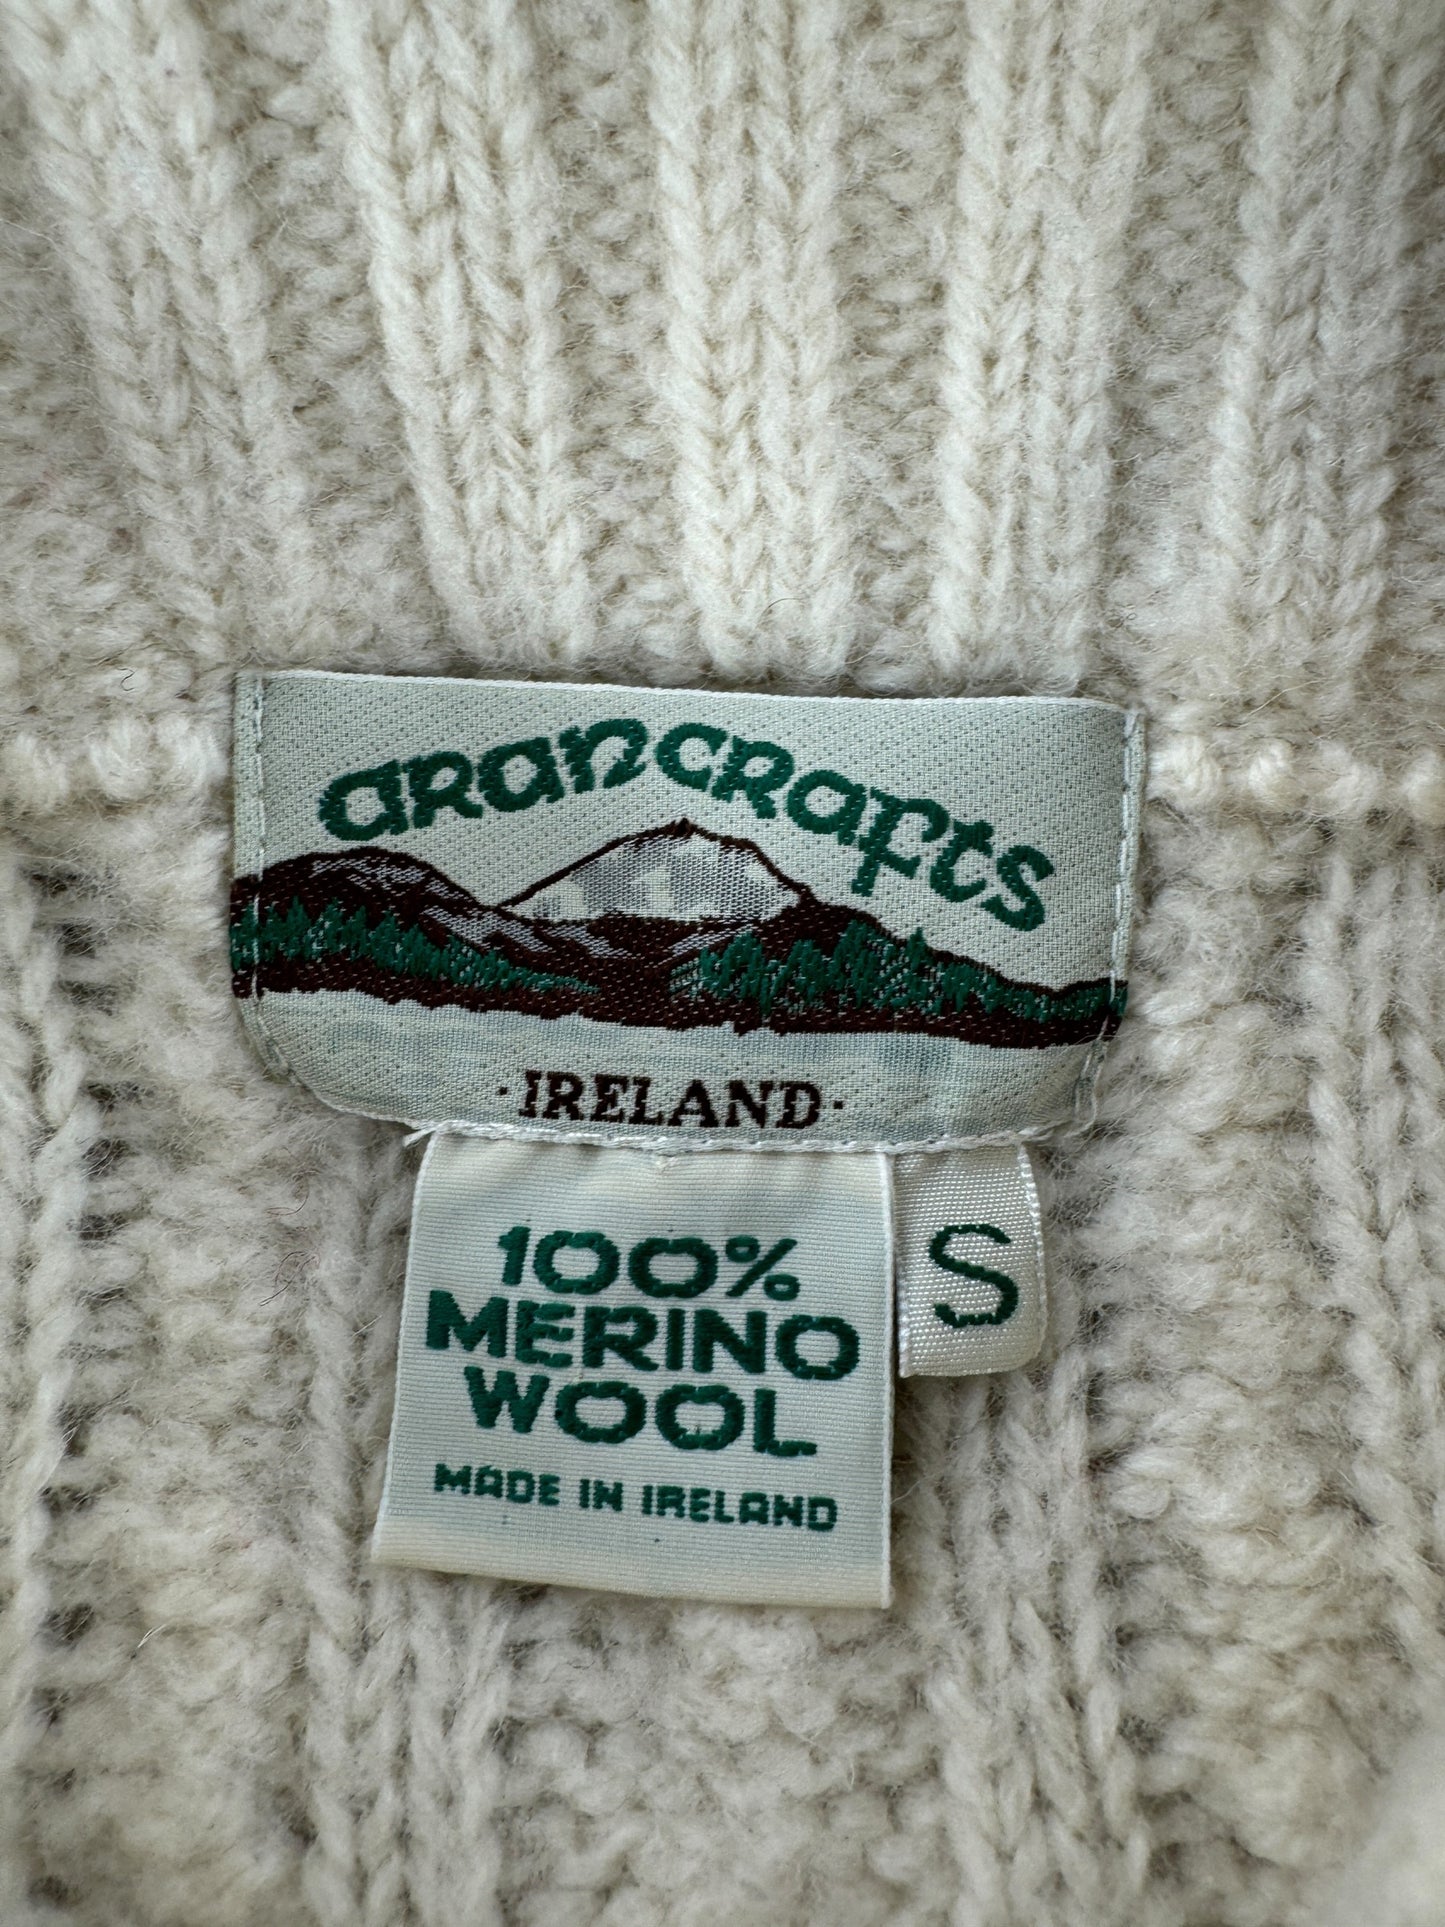 arancrafts
·IRELAND·
100%
MERINO
WOOL
MADE IN IRELAND
S